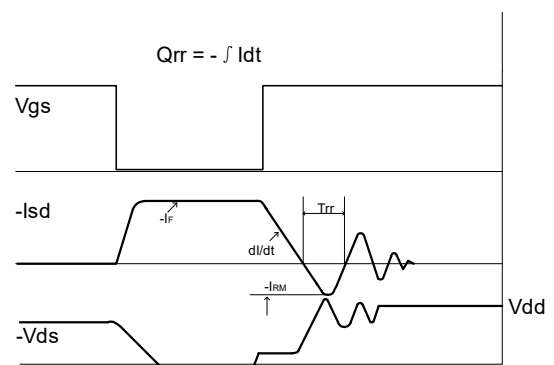 Qrr = - ∫ Idt
Vgs
-Isd
-IF
Trr
dI/dt
-IRM
Vdd
-Vds